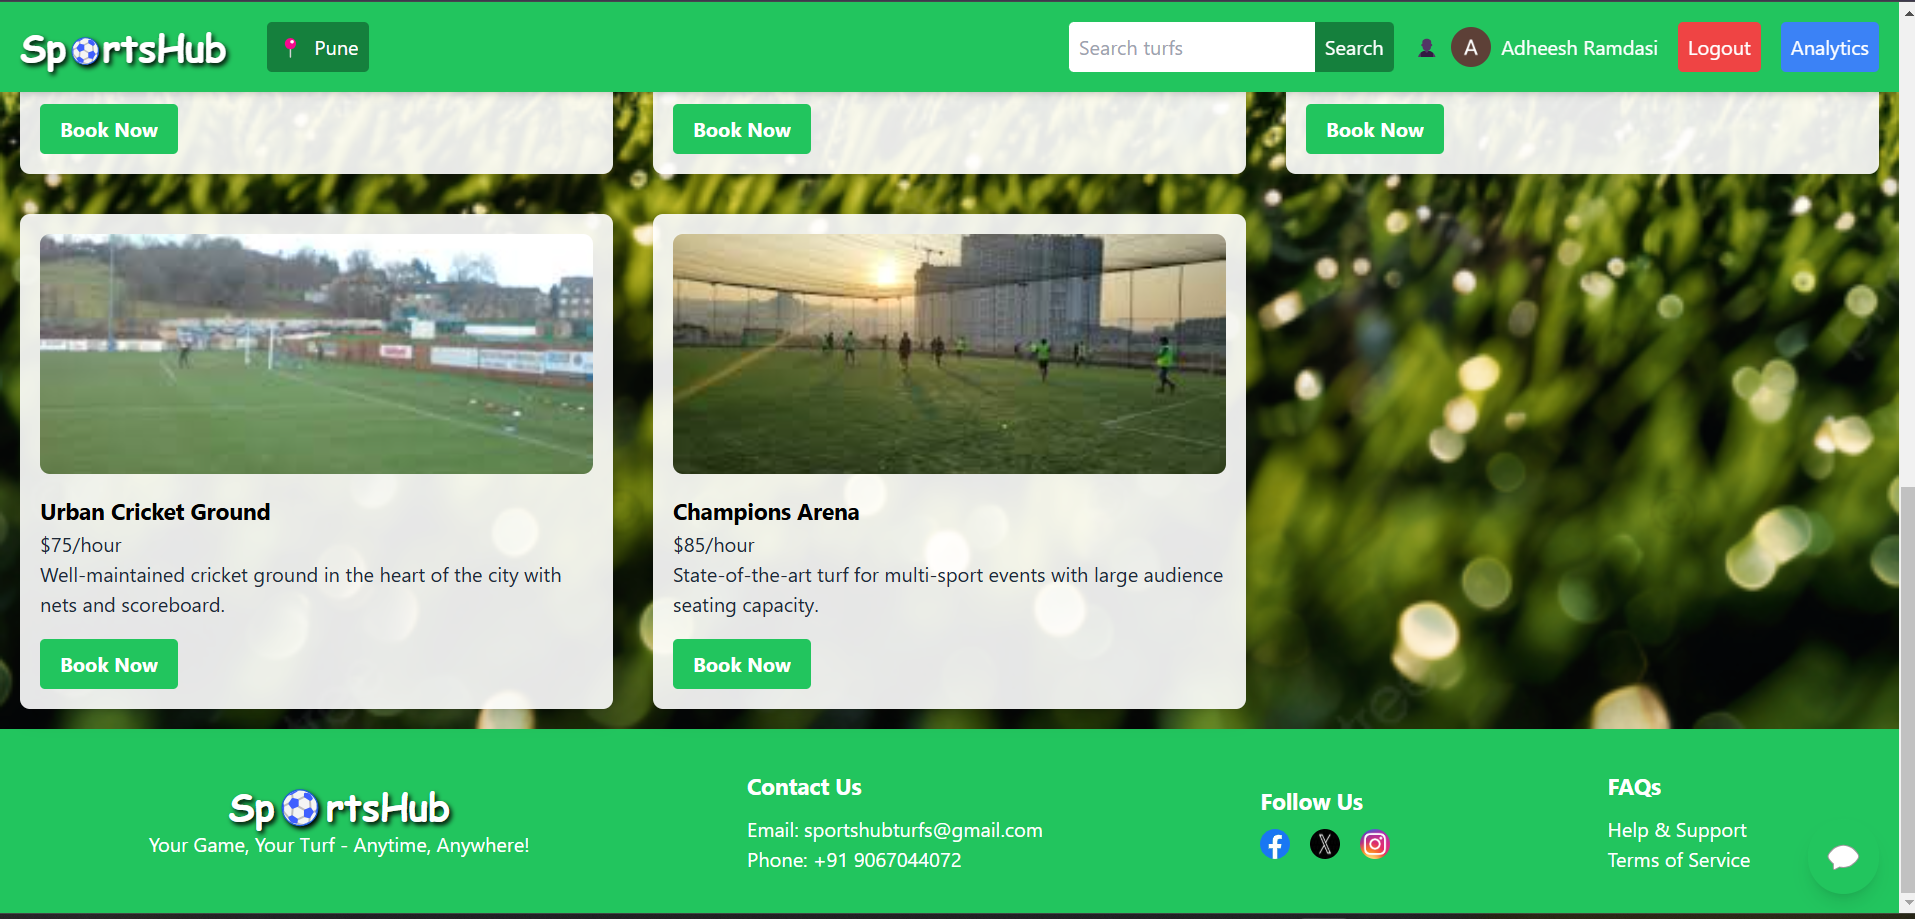 SportsHub
Pune
Search turfs
Search
A
Adheesh Ramdasi
Logout
Analytics
Book Now
Book Now
Book Now
Urban Cricket Ground
$75/hour
Well-maintained cricket ground in the heart of the city with
nets and scoreboard.
Book Now
Champions Arena
$85/hour
State-of-the-art turf for multi-sport events with large audience
seating capacity.
Book Now
SportsHub
Your Game, Your Turf - Anytime, Anywhere!
Contact Us
Email: sportshubturfs@gmail.com
Phone: +91 9067044072
Follow Us
FAQs
Help & Support
Terms of Service